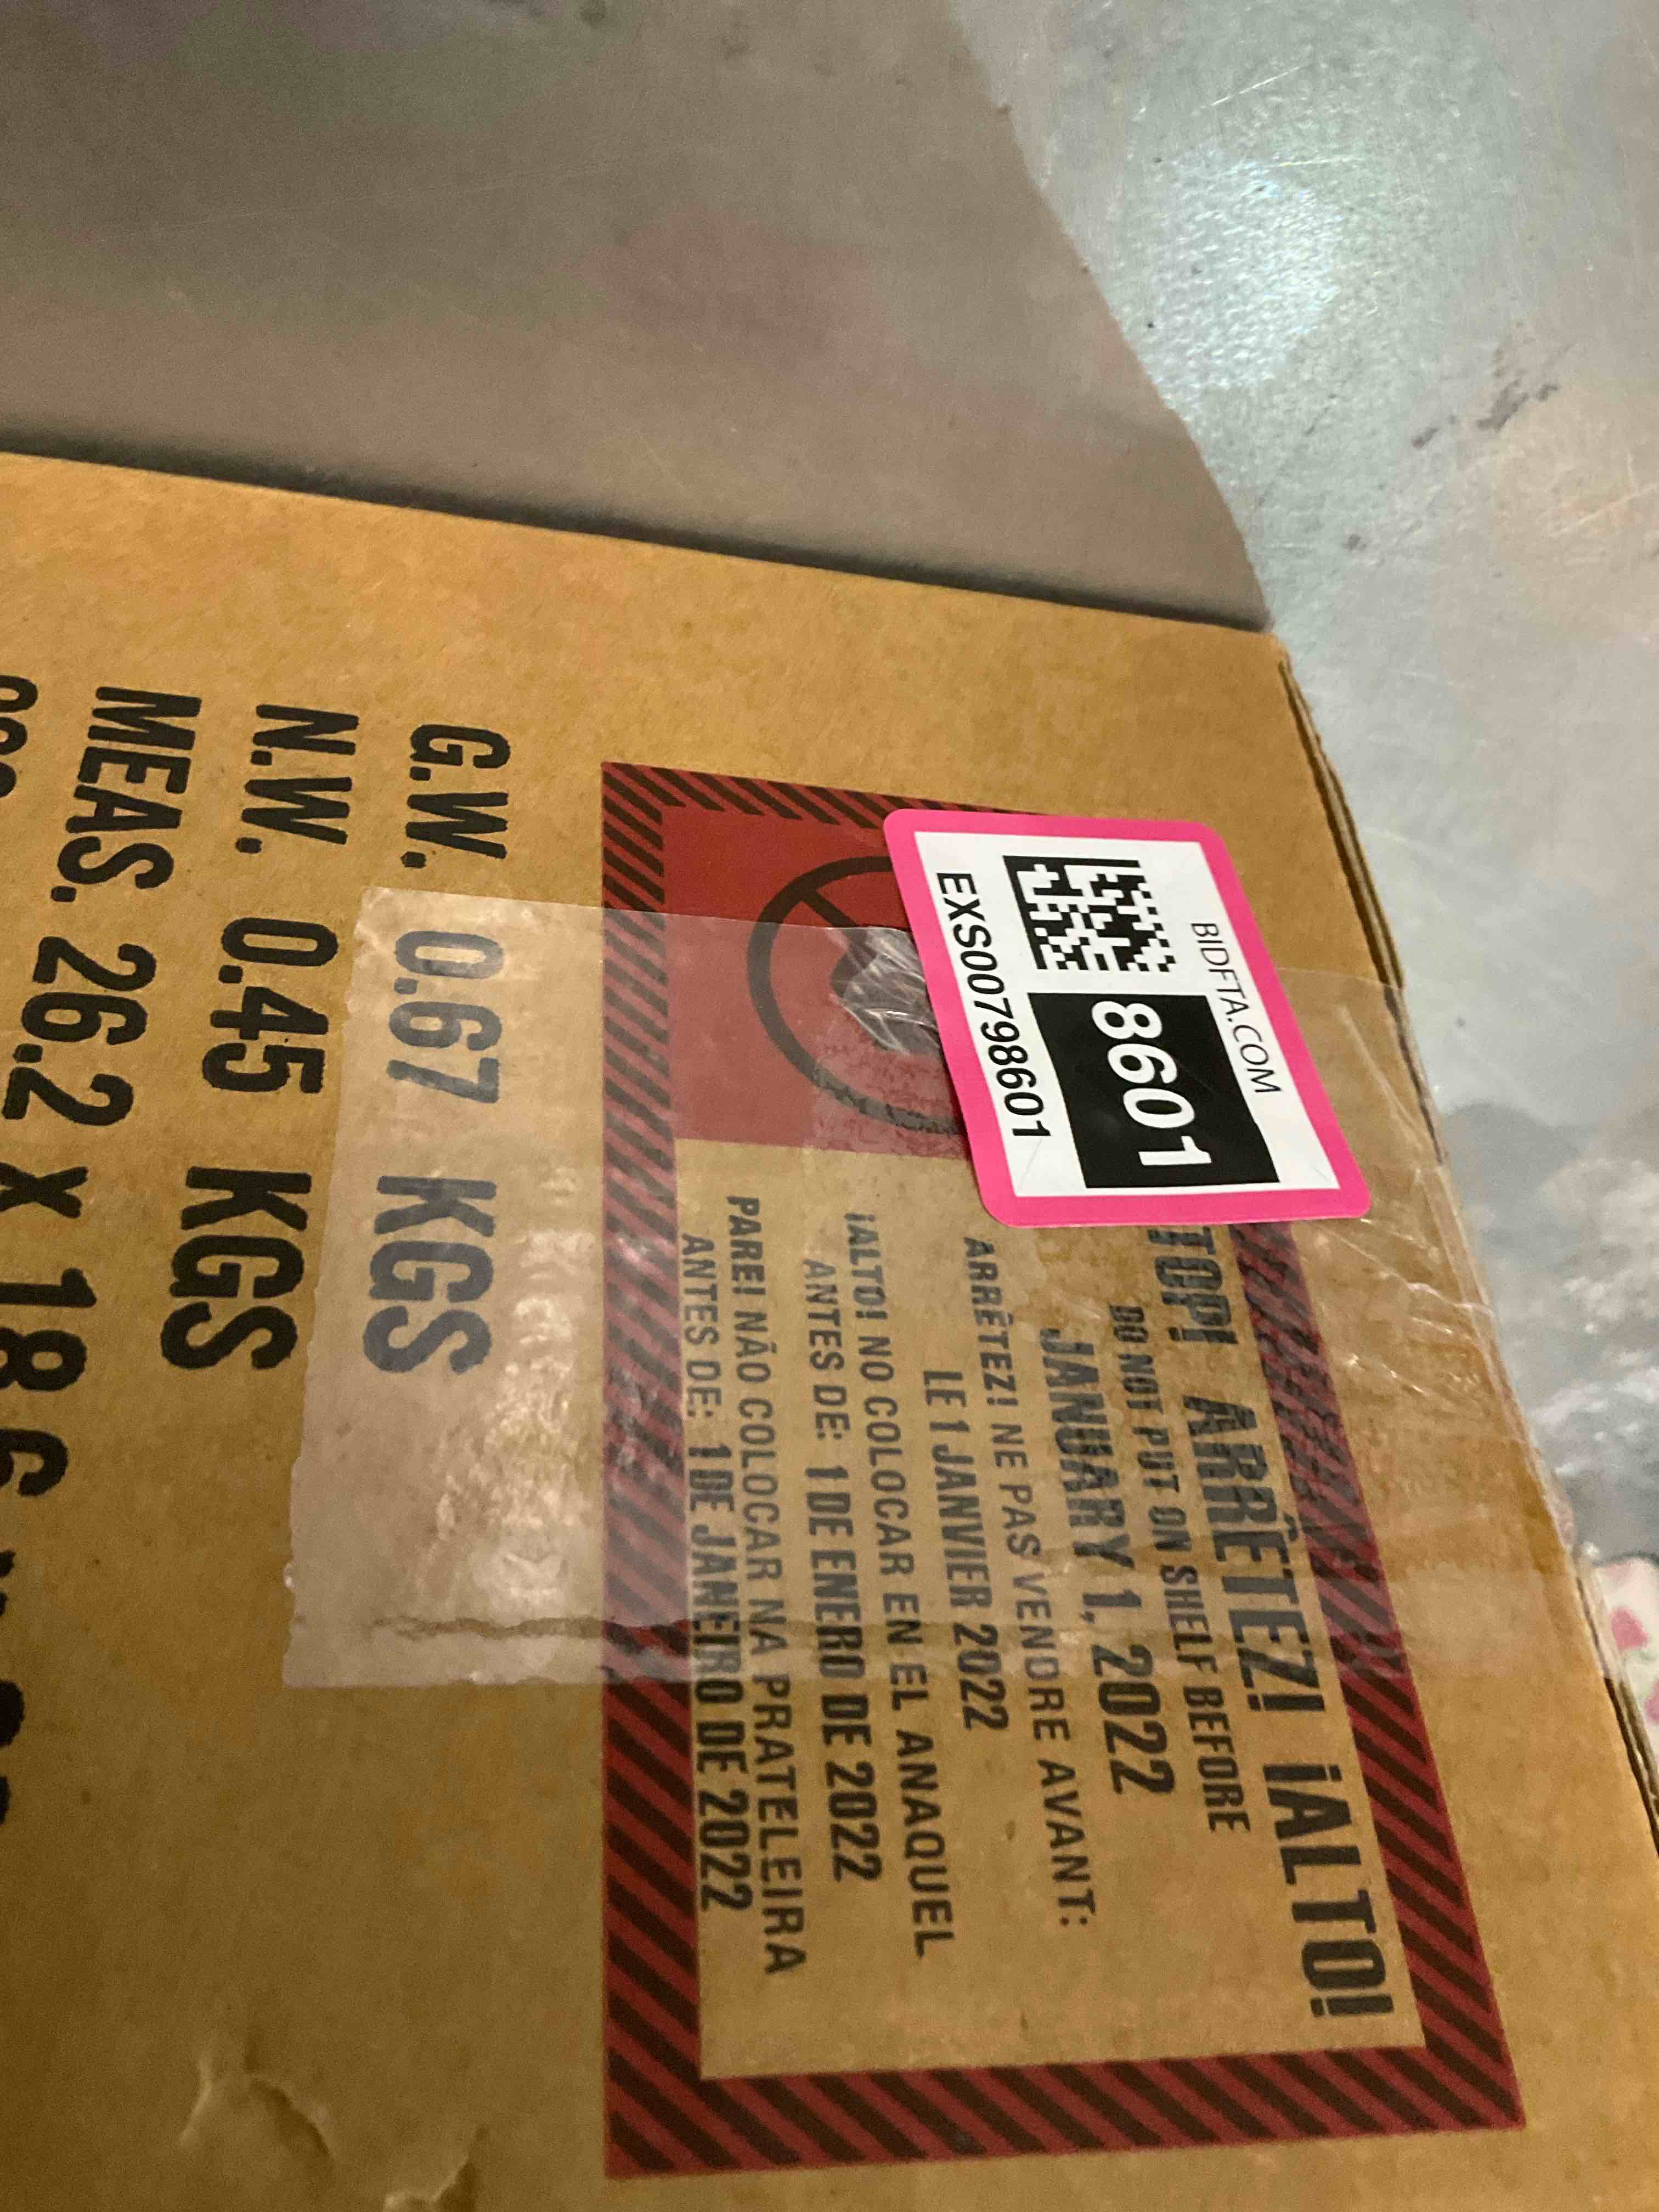 BIDFTA.COM
8601
EXS00798601
TOP! ARRÊTEZ! ¡ALTO!
DO NOT PUT ON SHELF BEFORE
JANUARY 1, 2022
ARRÊTEZ! NE PAS VENDRE AVANT:
LE 1 JANVIER 2022
¡ALTO! NO COLOCAR EN EL ANAQUEL
ANTES DE: 1 DE ENERO DE 2022
PARE! NÃO COLOCAR NA PRATELEIRA
ANTES DE: 1 DE JANEIRO DE 2022
G.W. 0.67 KGS
N.W. 0.45 KGS
MEAS. 26.2 X 18.6